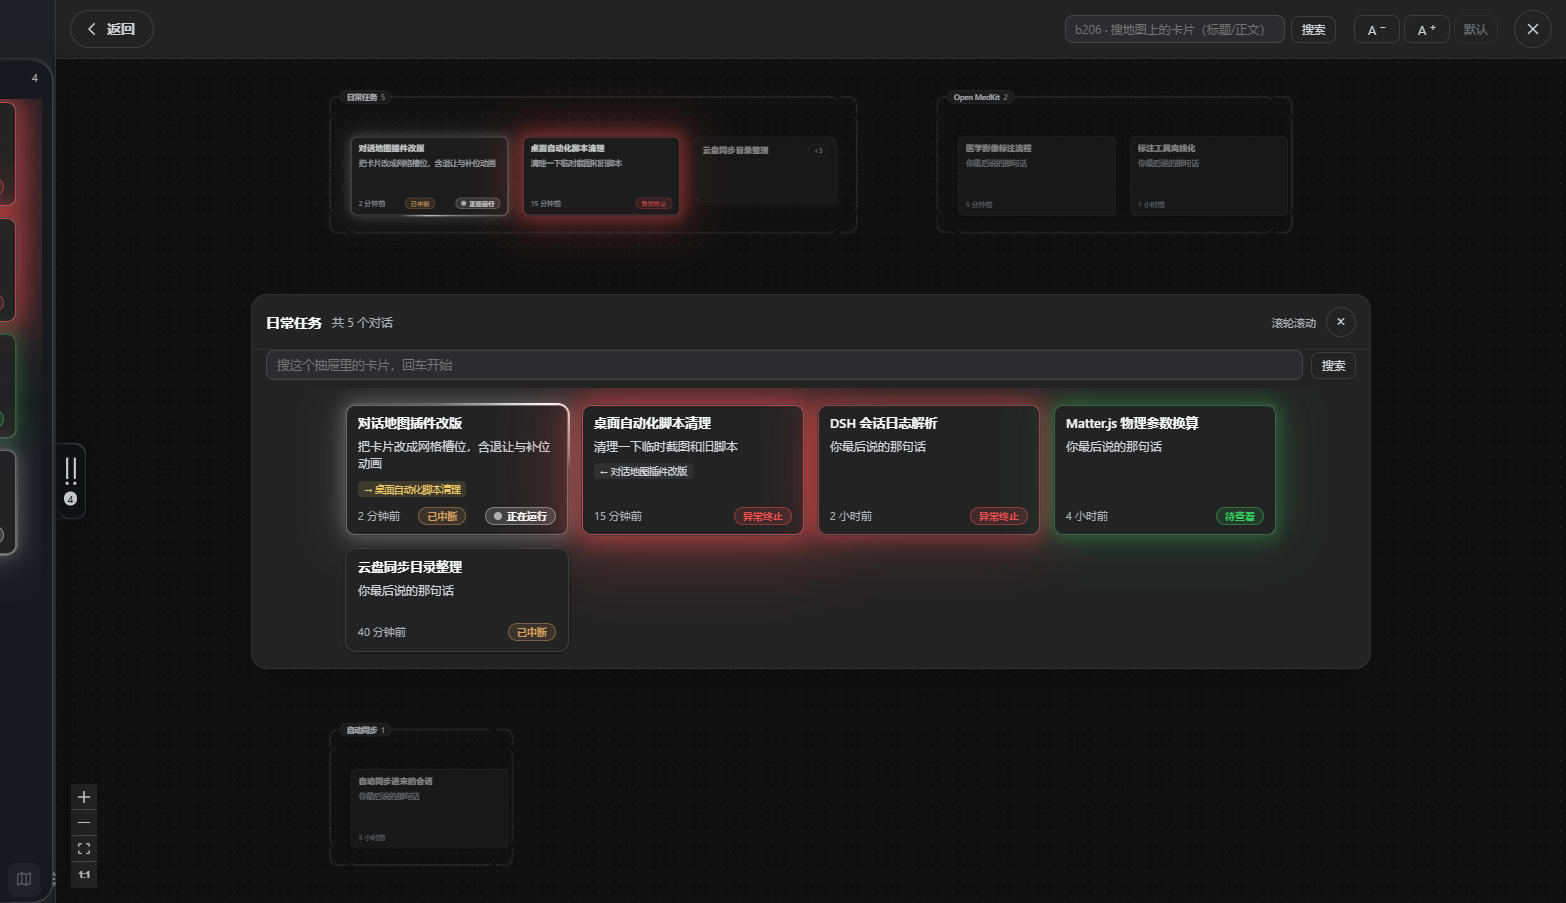 返回
b206 · 搜地图上的卡片（标题/正文）
搜索
A⁻
A⁺
默认
4
日常任务 5
对话地图插件改版
把卡片改成网格槽位，含退让与补位动画
2 分钟前
已中断
正在运行
桌面自动化脚本清理
清理一下临时截图和旧脚本
15 分钟前
异常终止
云盘同步目录整理
+3
Open MedKit 2
医学影像标注流程
你最后说的那句话
5 分钟前
标注工具离线化
你最后说的那句话
1 小时前
日常任务 共 5 个对话
滚轮滚动
搜这个抽屉里的卡片，回车开始
搜索
对话地图插件改版
把卡片改成网格槽位，含退让与补位
动画
→ 桌面自动化脚本清理
2 分钟前
已中断
正在运行
桌面自动化脚本清理
清理一下临时截图和旧脚本
← 对话地图插件改版
15 分钟前
异常终止
DSH 会话日志解析
你最后说的那句话
2 小时前
异常终止
Matter.js 物理参数换算
你最后说的那句话
4 小时前
待查看
云盘同步目录整理
你最后说的那句话
40 分钟前
已中断
4
自动同步 1
自动同步进来的会话
你最后说的那句话
5 小时前
1:1